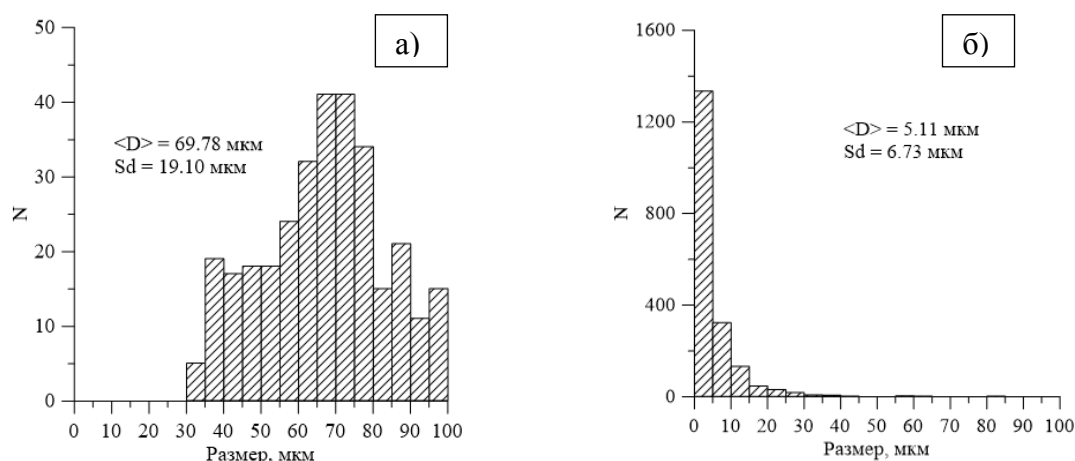 а)
50
40
30
20
10
0
N
<D> = 69.78 мкм
Sd = 19.10 мкм
0 10 20 30 40 50 60 70 80 90 100
Размер, мкм
б)
1600
1200
800
400
0
N
<D> = 5.11 мкм
Sd = 6.73 мкм
0 10 20 30 40 50 60 70 80 90 100
Размер, мкм